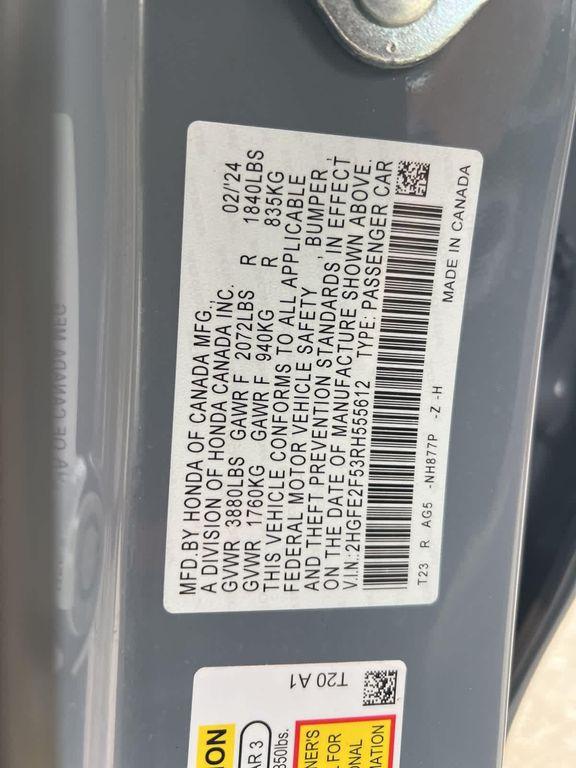 MFD.BY HONDA OF CANADA MFG.,
A DIVISION OF HONDA CANADA INC. 02/'24
GVWR 3880LBS GAWR F 2072LBS R 1840LBS
GVWR 1760KG GAWR F 940KG R 835KG
THIS VEHICLE CONFORMS TO ALL APPLICABLE
FEDERAL MOTOR VEHICLE SAFETY , BUMPER,
AND THEFT PREVENTION STANDARDS, IN EFFECT
ON THE DATE OF MANUFACTURE SHOWN ABOVE.
V.I.N.:2HGFE2F53RH555612 TYPE: PASSENGER CAR
T23 R AG5 -NH877P -Z -H
MADE IN CANADA
T20 A1